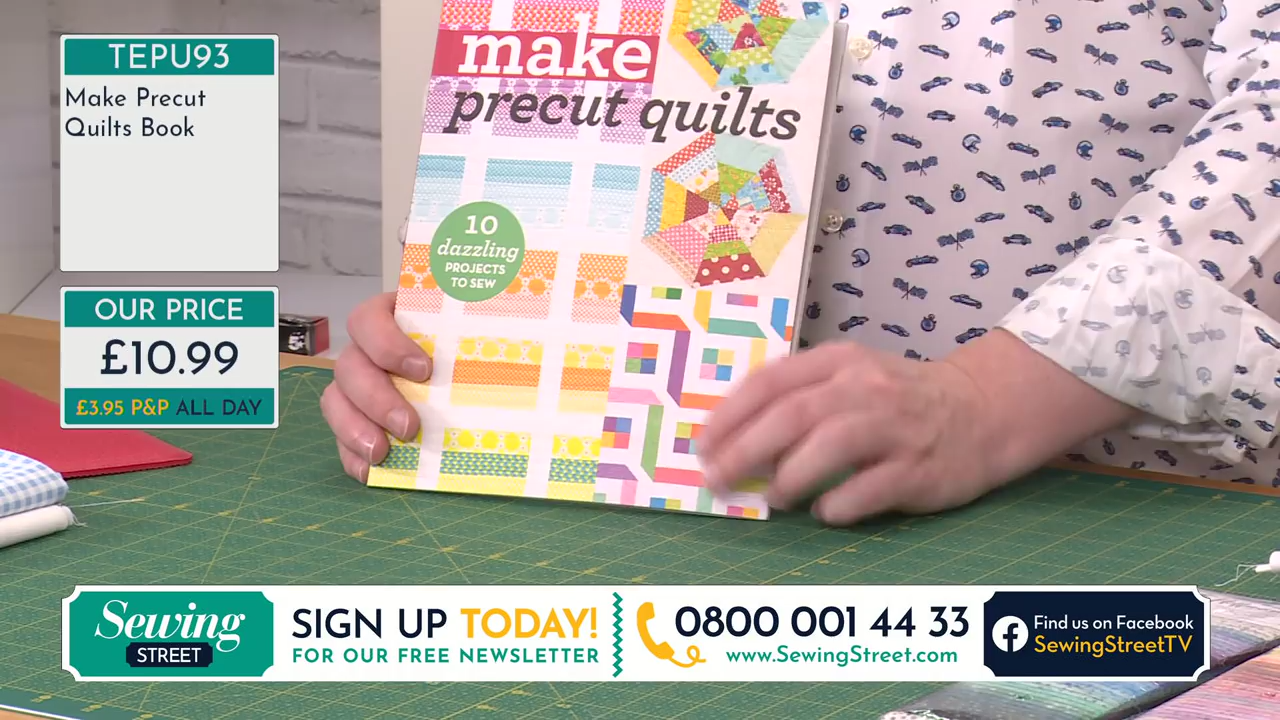 TEPU93
Make Precut
Quilts Book
OUR PRICE
£10.99
£3.95 P&P ALL DAY
make
precut quilts
10
dazzling
PROJECTS
TO SEW
Sewing
STREET
SIGN UP TODAY!
FOR OUR FREE NEWSLETTER
0800 001 44 33
www.SewingStreet.com
Find us on Facebook
SewingStreetTV